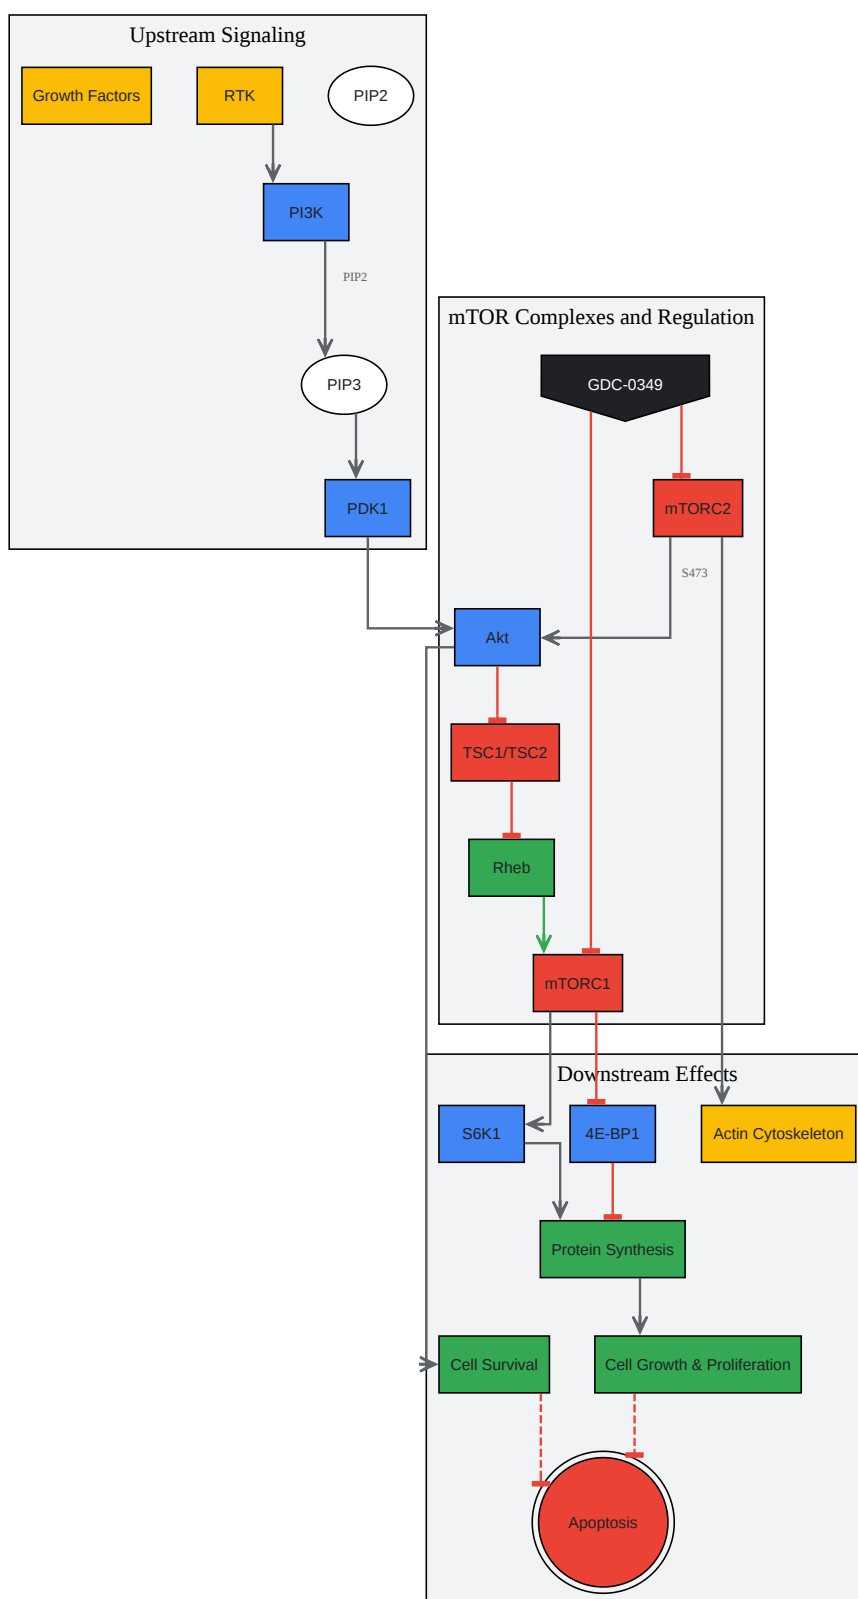 Upstream Signaling
Growth Factors
RTK
PIP2
PI3K
PIP2
PIP3
PDK1
mTOR Complexes and Regulation
GDC-0349
mTORC2
S473
Akt
TSC1/TSC2
Rheb
mTORC1
Downstream Effects
S6K1
4E-BP1
Actin Cytoskeleton
Protein Synthesis
Cell Survival
Cell Growth & Proliferation
Apoptosis